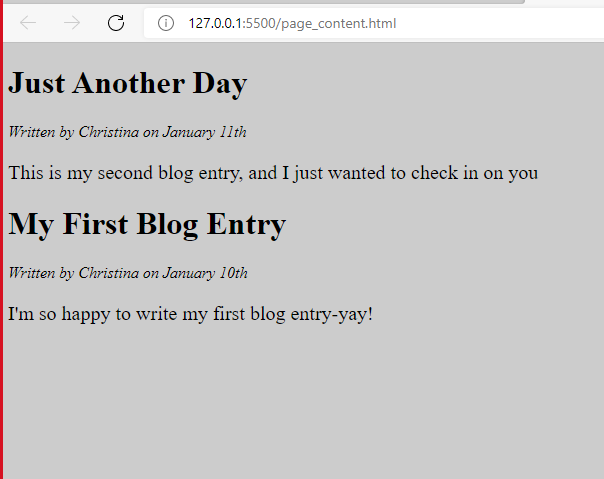 127.0.0.1:5500/page_content.html
Just Another Day
Written by Christina on January 11th
This is my second blog entry, and I just wanted to check in on you
My First Blog Entry
Written by Christina on January 10th
I'm so happy to write my first blog entry-yay!